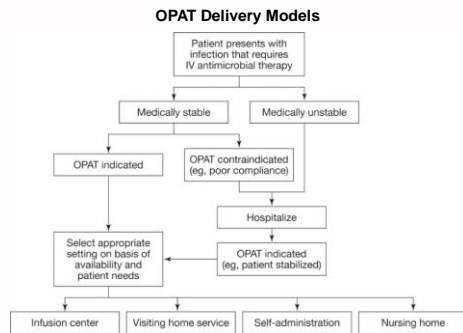 OPAT Delivery Models
Patient presents with
infection that requires
IV antimicrobial therapy
Medically stable
Medically unstable
OPAT indicated
OPAT contraindicated
(eg, poor compliance)
Hospitalize
Select appropriate
setting on basis of
availability and
patient needs
OPAT indicated
(eg, patient stabilized)
Infusion center
Visiting home service
Self-administration
Nursing home